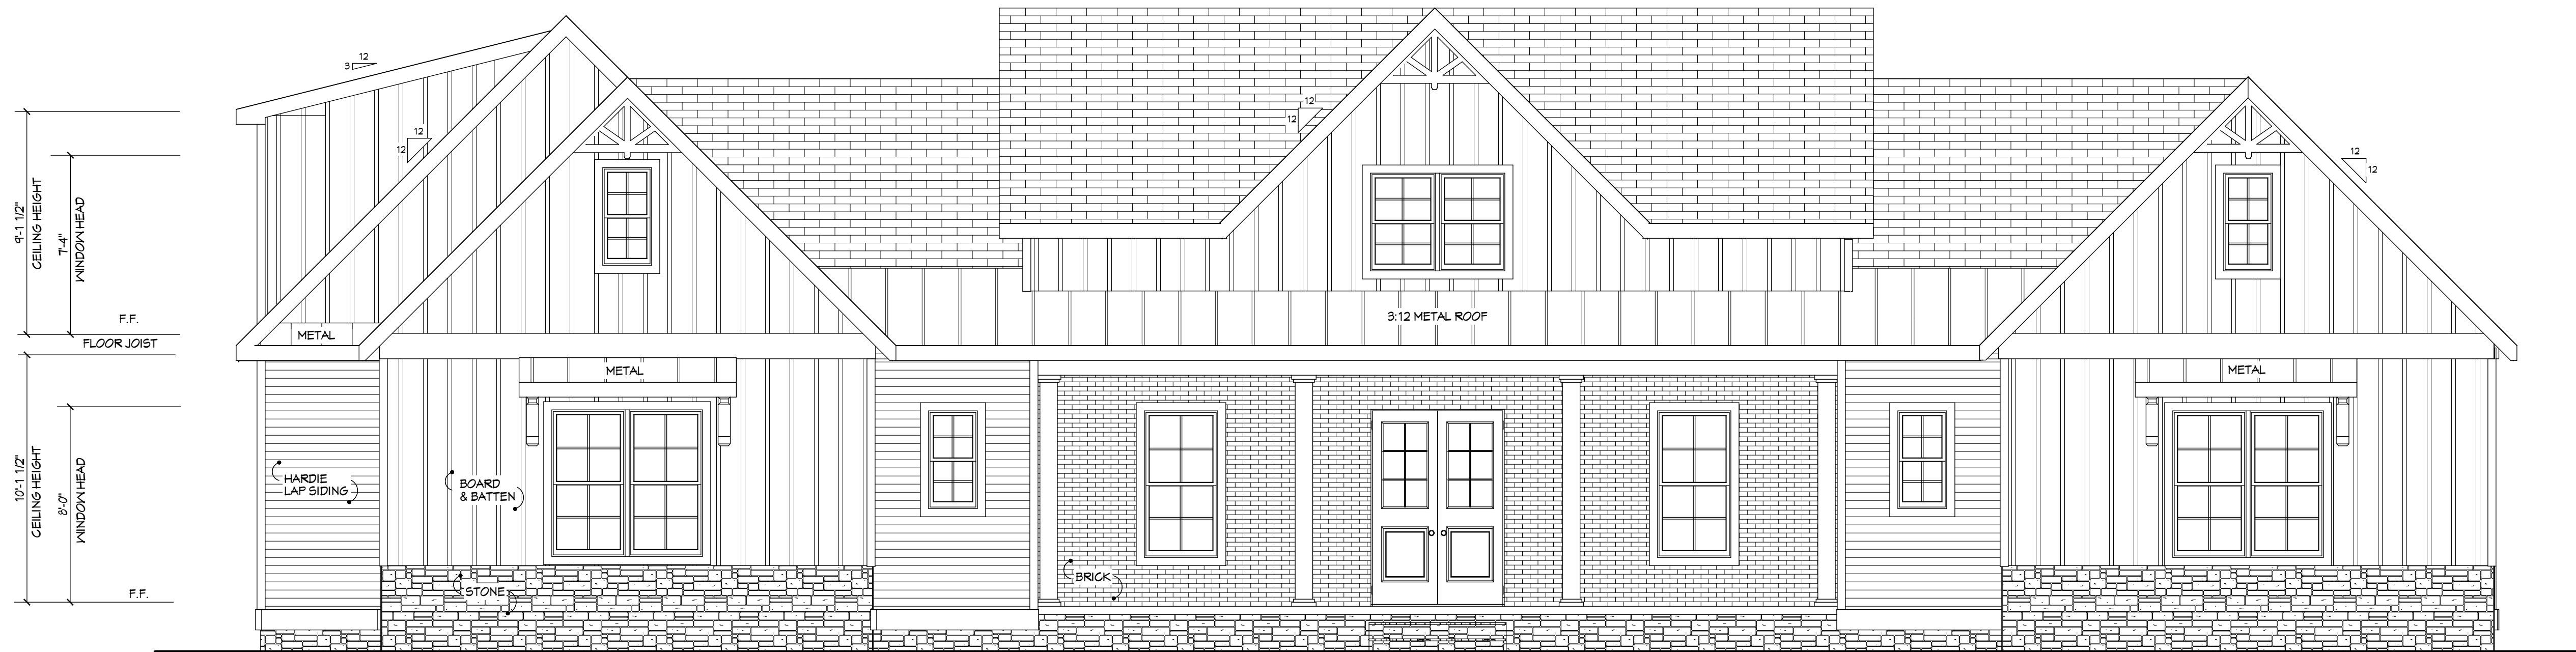 12
3
12
12
12
12
12
12
9'-1 1/2"
CEILING HEIGHT
7'-4"
WINDOW HEAD
F.F.
METAL
FLOOR JOIST
3:12 METAL ROOF
METAL
METAL
10'-1 1/2"
CEILING HEIGHT
8'-0"
WINDOW HEAD
HARDIE
LAP SIDING
BOARD
& BATTEN
BRICK
STONE
F.F.